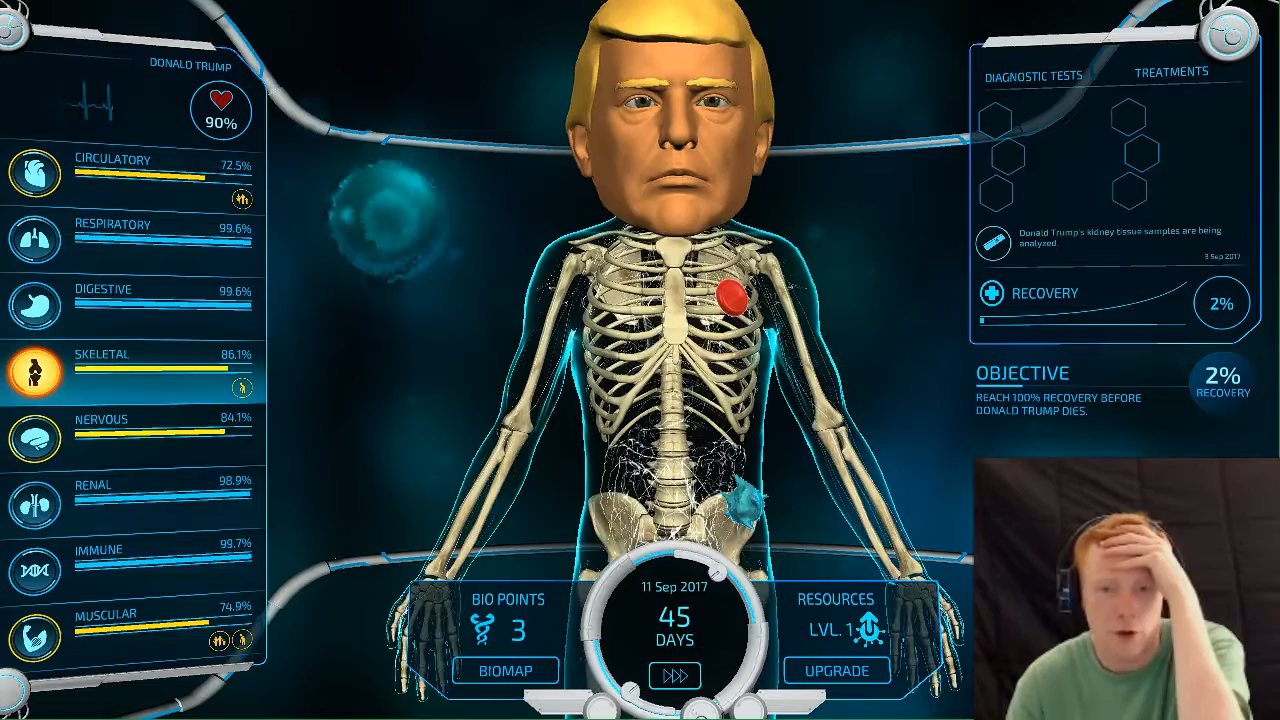 DONALD TRUMP
90%
CIRCULATORY 72.5%
RESPIRATORY 99.6%
DIGESTIVE 99.6%
SKELETAL 86.1%
NERVOUS 84.1%
RENAL 98.9%
IMMUNE 99.7%
MUSCULAR 74.9%
BIO POINTS
3
BIOMAP
11 Sep 2017
45
DAYS
RESOURCES
LVL. 1
UPGRADE
DIAGNOSTIC TESTS TREATMENTS
Donald Trump's kidney tissue samples are being
analyzed.
3 Sep 2017
RECOVERY 2%
OBJECTIVE
REACH 100% RECOVERY BEFORE
DONALD TRUMP DIES.
2%
RECOVERY